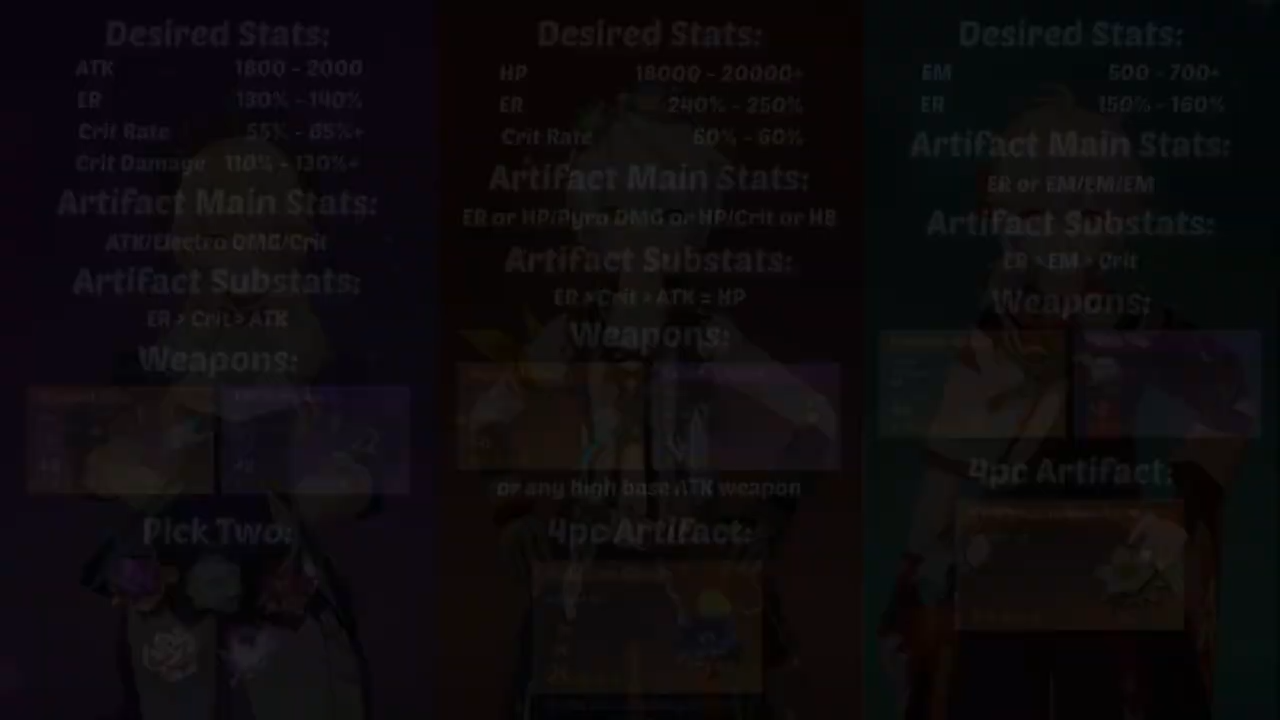 Desired Stats:
ATK 1800 - 2000
ER 130% - 140%
Crit Rate 55% - 65%+
Crit Damage 110% - 130%+
Artifact Main Stats:
ATK/Electro DMG/Crit
Artifact Substats:
ER > Crit > ATK
Weapons:
Pick Two:
Desired Stats:
HP 18000 - 20000+
ER 240% - 250%
Crit Rate 50% - 60%
Artifact Main Stats:
ER or HP/Pyro DMG or HP/Crit or HB
Artifact Substats:
ER > Crit > ATK = HP
Weapons:
or any high base ATK weapon
4pc Artifact:
Desired Stats:
EM 600 - 700+
ER 150% - 160%
Artifact Main Stats:
ER or EM/EM/EM
Artifact Substats:
ER > EM > Crit
Weapons:
4pc Artifact: